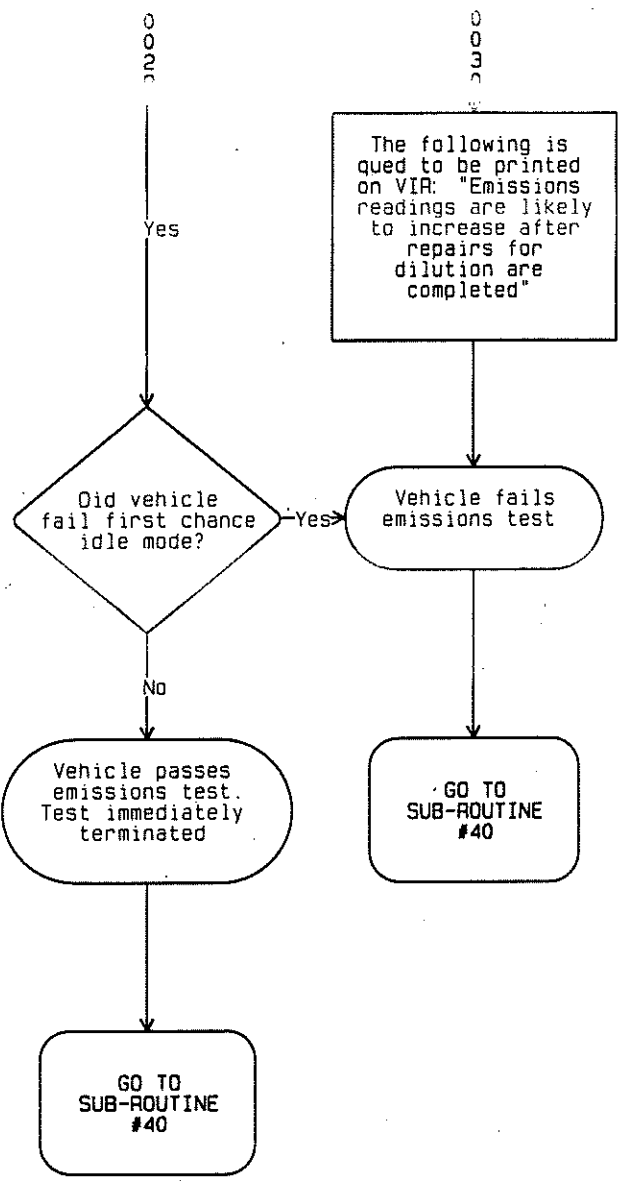 0
0
2
0
0
3
Yes
The following is
qued to be printed
on VIR: "Emissions
readings are likely
to increase after
repairs for
dilution are
completed"
Did vehicle
fail first chance
idle mode?
Yes
Vehicle fails
emissions test
No
Vehicle passes
emissions test.
Test immediately
terminated
GO TO
SUB-ROUTINE
#40
GO TO
SUB-ROUTINE
#40